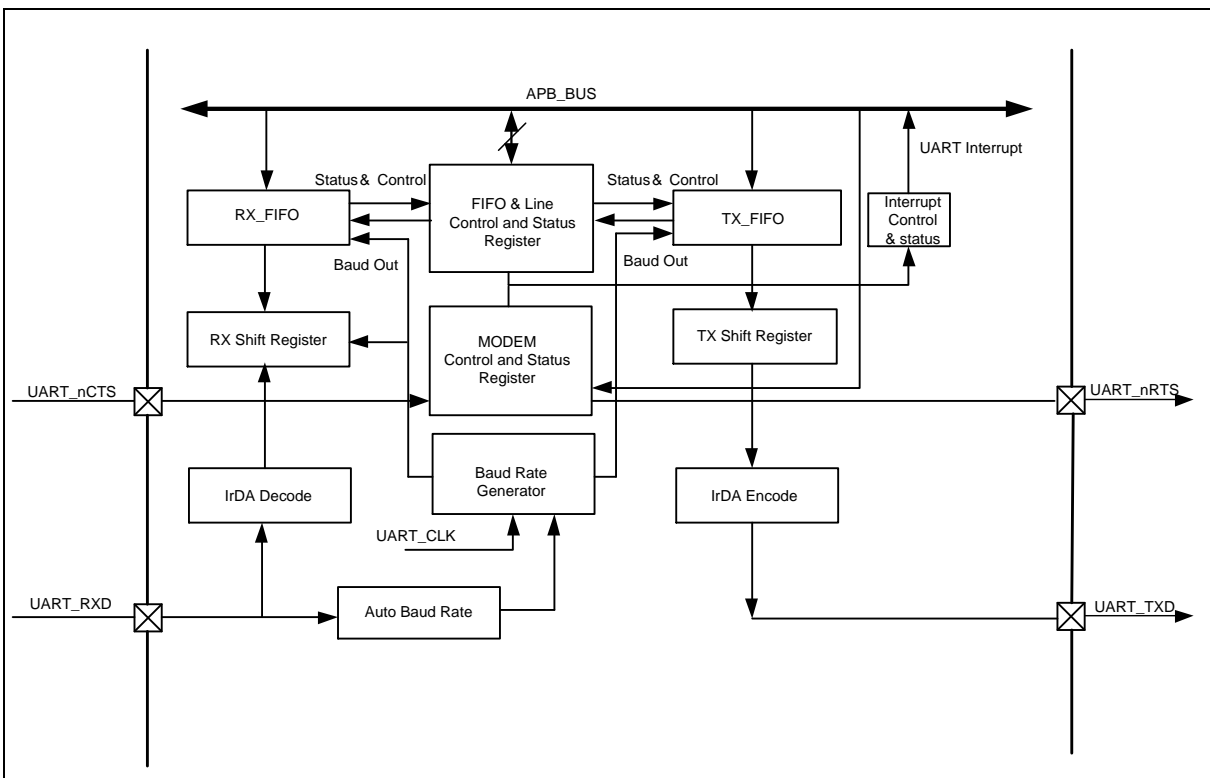 APB_BUS
UART Interrupt
Status & Control
Status & Control
RX_FIFO
FIFO & Line
Control and Status
Register
TX_FIFO
Interrupt
Control
& status
Baud Out
Baud Out
RX Shift Register
MODEM
Control and Status
Register
TX Shift Register
UART_nCTS
UART_nRTS
IrDA Decode
Baud Rate
Generator
IrDA Encode
UART_CLK
UART_RXD
Auto Baud Rate
UART_TXD